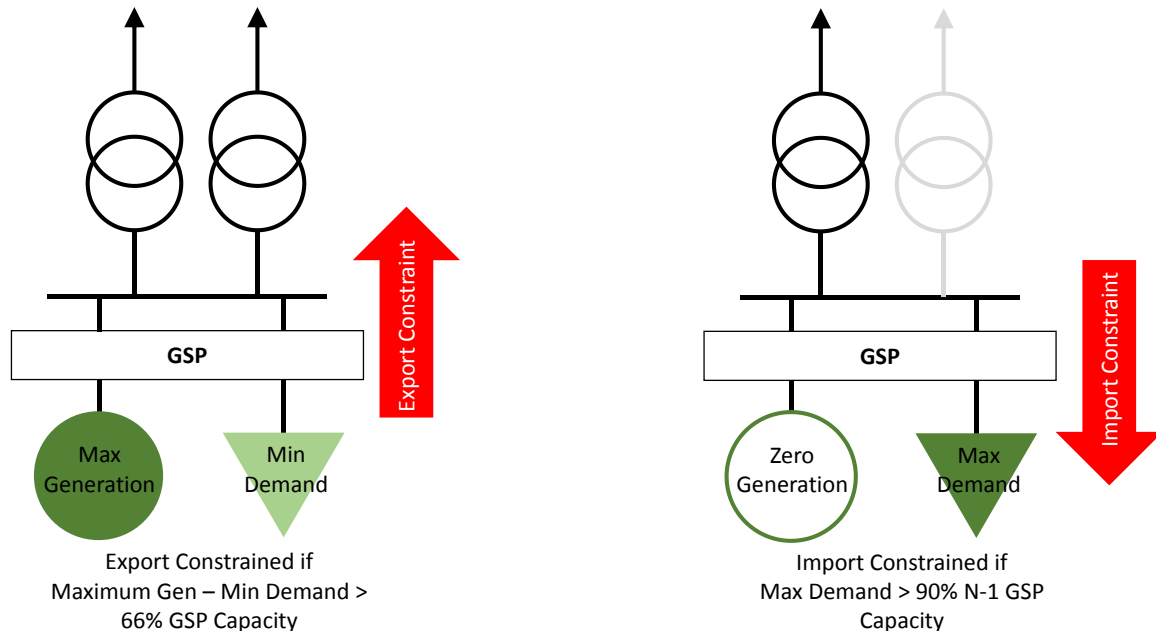 GSP
Export Constraint
Max
Generation
Min
Demand
Export Constrained if
Maximum Gen – Min Demand >
66% GSP Capacity
GSP
Import Constraint
Zero
Generation
Max
Demand
Import Constrained if
Max Demand > 90% N-1 GSP
Capacity